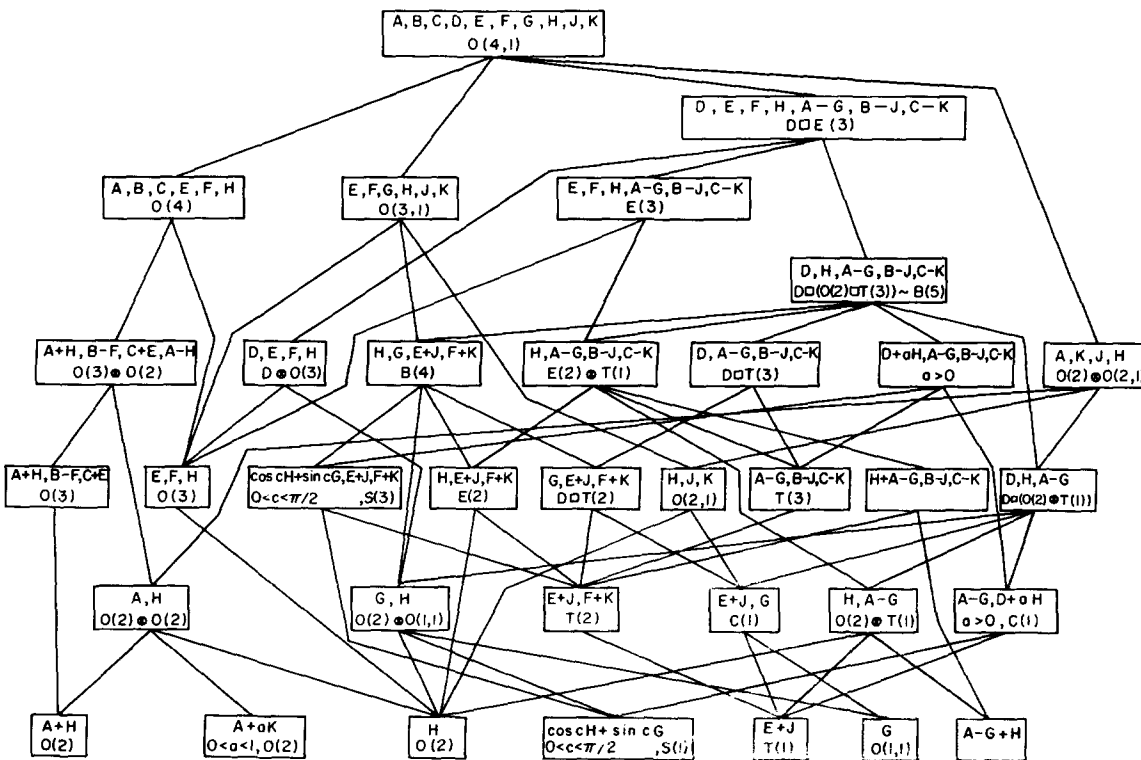 A,B,C,D,E,F,G,H,J,K
O(4,1)
D,E,F,H,A−G,B−J,C−K
D□E(3)
A,B,C,E,F,H
O(4)
E,F,G,H,J,K
O(3,1)
E,F,H,A−G,B−J,C−K
E(3)
D,H,A−G,B−J,C−K
D□(O(2)□T(3))~B(5)
A+H,B−F,C+E,A−H
O(3)⊗O(2)
D,E,F,H
D⊗O(3)
H,G,E+J,F+K
B(4)
H,A−G,B−J,C−K
E(2)⊗T(1)
D,A−G,B−J,C−K
D□T(3)
D+aH,A−G,B−J,C−K
a>0
A,K,J,H
O(2)⊗O(2,1)
A+H,B−F,C+E
O(3)
E,F,H
O(3)
cos cH+sin cG,E+J,F+K
0<c<π/2 ,S(3)
H,E+J,F+K
E(2)
G,E+J,F+K
D□T(2)
H,J,K
O(2,1)
A−G,B−J,C−K
T(3)
H+A−G,B−J,C−K
D,H,A−G
D□(O(2)⊗T(1))
A,H
O(2)⊗O(2)
G,H
O(2)⊗O(1,1)
E+J,F+K
T(2)
E+J,G
C(1)
H,A−G
O(2)⊗T(1)
A−G,D+aH
a>0,C(1)
A+H
O(2)
A+aK
0<a<1,O(2)
H
O(2)
cos cH+ sin cG
0<c<π/2 ,S(1)
E+J
T(1)
G
O(1,1)
A−G+H